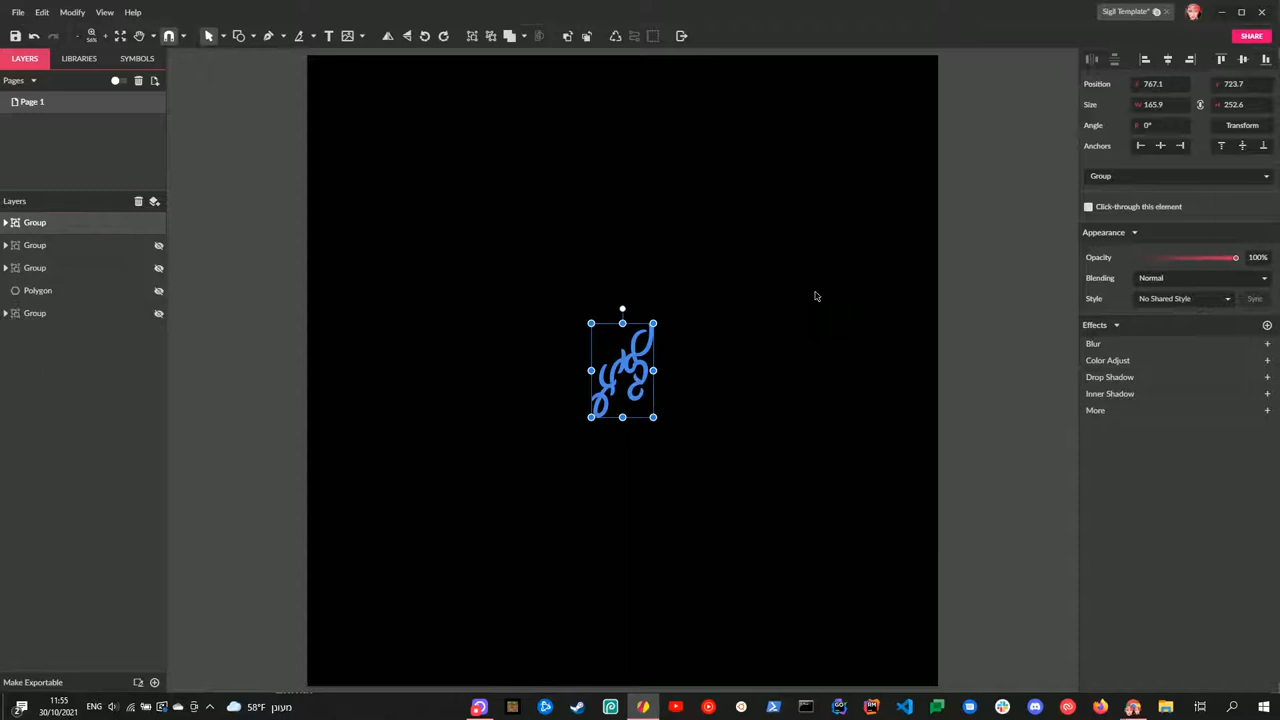 File Edit Modify View Help
Sigil Template*
56%
SHARE
LAYERS LIBRARIES SYMBOLS
Pages
Page 1
Layers
Group
Group
Group
Polygon
Group
Make Exportable
Position X 767.1 Y 723.7
Size W 165.9 H 252.6
Angle R 0° Transform
Anchors
Group
Click-through this element
Appearance
Opacity 100%
Blending Normal
Style No Shared Style Sync
Effects
Blur
Color Adjust
Drop Shadow
Inner Shadow
More
11:55
30/10/2021
ENG
58°F מעונן